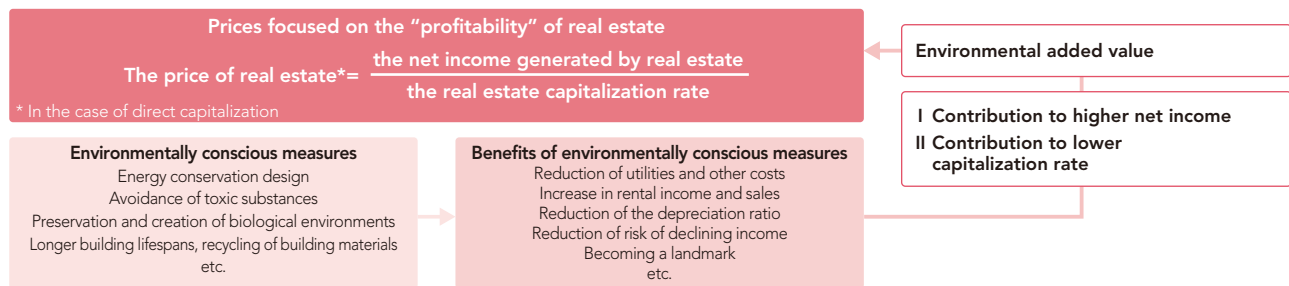 Prices focused on the “profitability” of real estate
The price of real estate*=
the net income generated by real estate
the real estate capitalization rate
* In the case of direct capitalization
Environmental added value
I Contribution to higher net income
II Contribution to lower
capitalization rate
Environmentally conscious measures
Energy conservation design
Avoidance of toxic substances
Preservation and creation of biological environments
Longer building lifespans, recycling of building materials
etc.
Benefits of environmentally conscious measures
Reduction of utilities and other costs
Increase in rental income and sales
Reduction of the depreciation ratio
Reduction of risk of declining income
Becoming a landmark
etc.